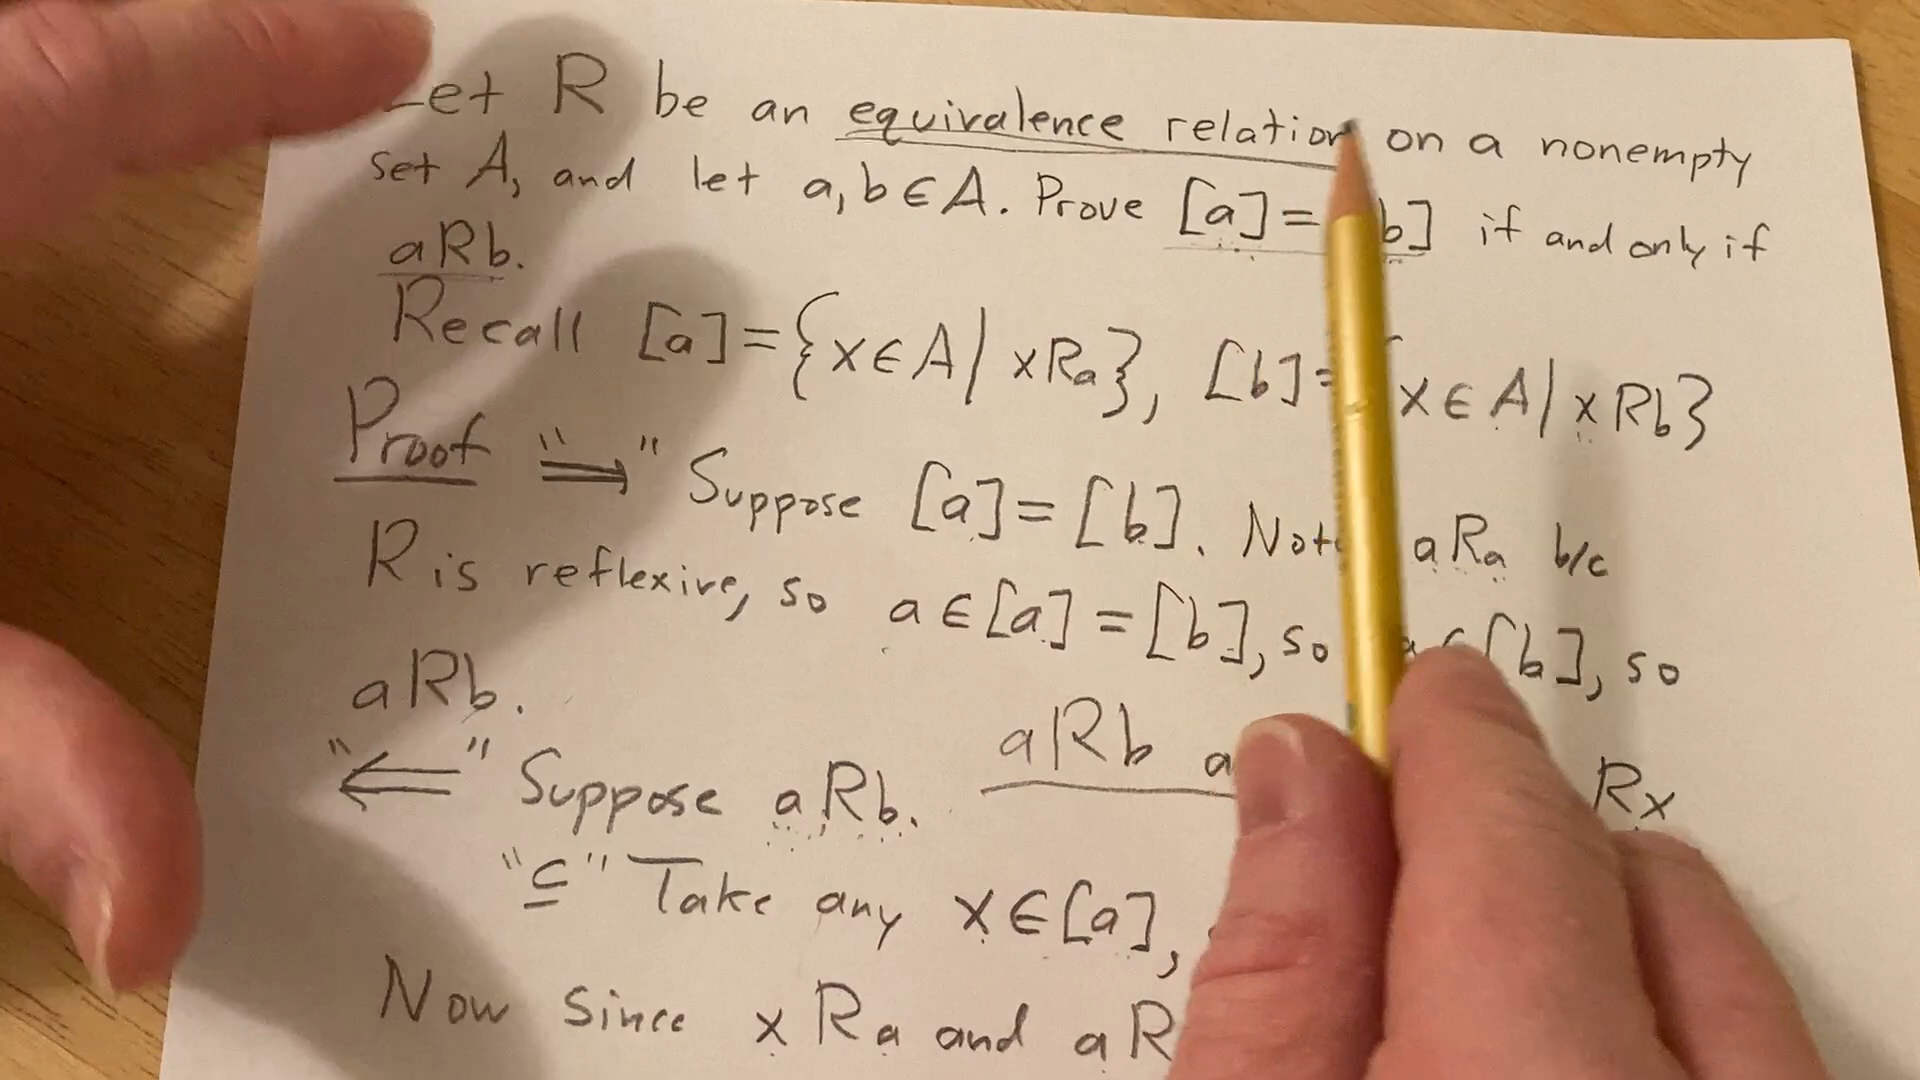 Let R be an equivalence relation on a nonempty
set A, and let a, b ∈ A. Prove [a] = b] if and only if
aRb.
Recall [a] = {x ∈ A | xRa}, [b] = x ∈ A | xRb}
Proof "⟹" Suppose [a] = [b]. Note aRa b/c
R is reflexive, so a ∈ [a] = [b], so a ∈ [b], so
aRb.
aRb a Rx
"⟸" Suppose aRb.
"⊆" Take any x ∈ [a],
Now since xRa and aR